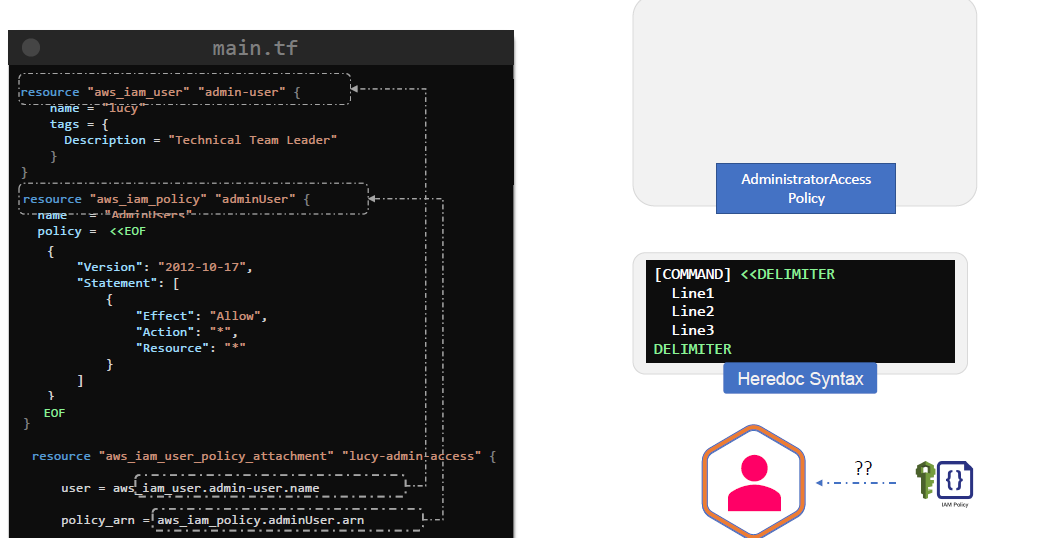 main.tf
resource "aws_iam_user" "admin-user" {
name = "lucy"
tags = {
Description = "Technical Team Leader"
}
}
resource "aws_iam_policy" "adminUser" {
name = "AdminUsers"
policy = <<EOF
{
"Version": "2012-10-17",
"Statement": [
{
"Effect": "Allow",
"Action": "*",
"Resource": "*"
}
]
}
EOF
}
resource "aws_iam_user_policy_attachment" "lucy-admin-access" {
user = aws_iam_user.admin-user.name
policy_arn = aws_iam_policy.adminUser.arn
AdministratorAccess
Policy
[COMMAND] <<DELIMITER
Line1
Line2
Line3
DELIMITER
Heredoc Syntax
??
{}
IAM Policy